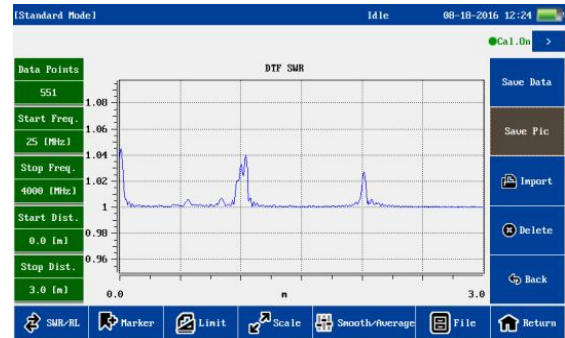 [Standard Mode] Idle 08-18-2016 12:24
Cal.On >
Data Points
551
Start Freq.
25 [MHz]
Stop Freq.
4000 [MHz]
Start Dist.
0.0 [m]
Stop Dist.
3.0 [m]
DTF SWR
1.08
1.06
1.04
1.02
1
0.98
0.96
0.0 m 3.0
Save Data
Save Pic
Import
Delete
Back
SWR/RL Marker Limit Scale Smooth/Average File Return